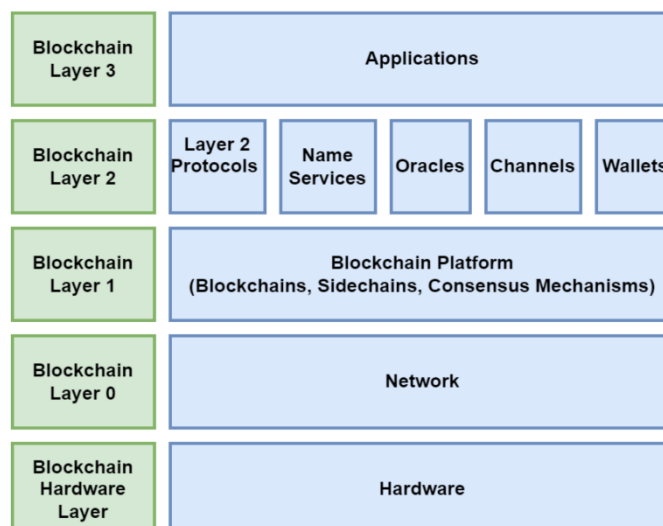 Blockchain
Layer 3
Applications
Blockchain
Layer 2
Layer 2
Protocols
Name
Services
Oracles
Channels
Wallets
Blockchain
Layer 1
Blockchain Platform
(Blockchains, Sidechains, Consensus Mechanisms)
Blockchain
Layer 0
Network
Blockchain
Hardware
Layer
Hardware